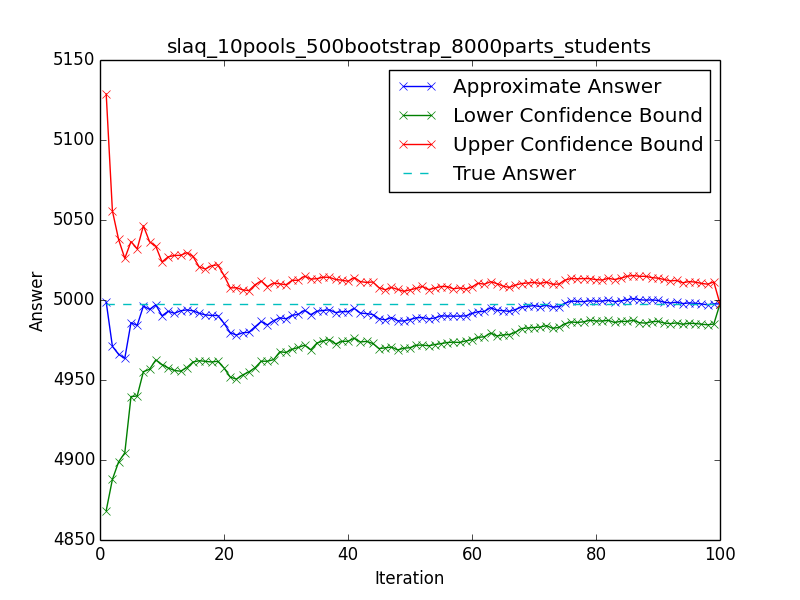 slaq_10pools_500bootstrap_8000parts_students
5150
5100
5050
5000
4950
4900
4850
Answer
Approximate Answer
Lower Confidence Bound
Upper Confidence Bound
True Answer
0 20 40 60 80 100
Iteration